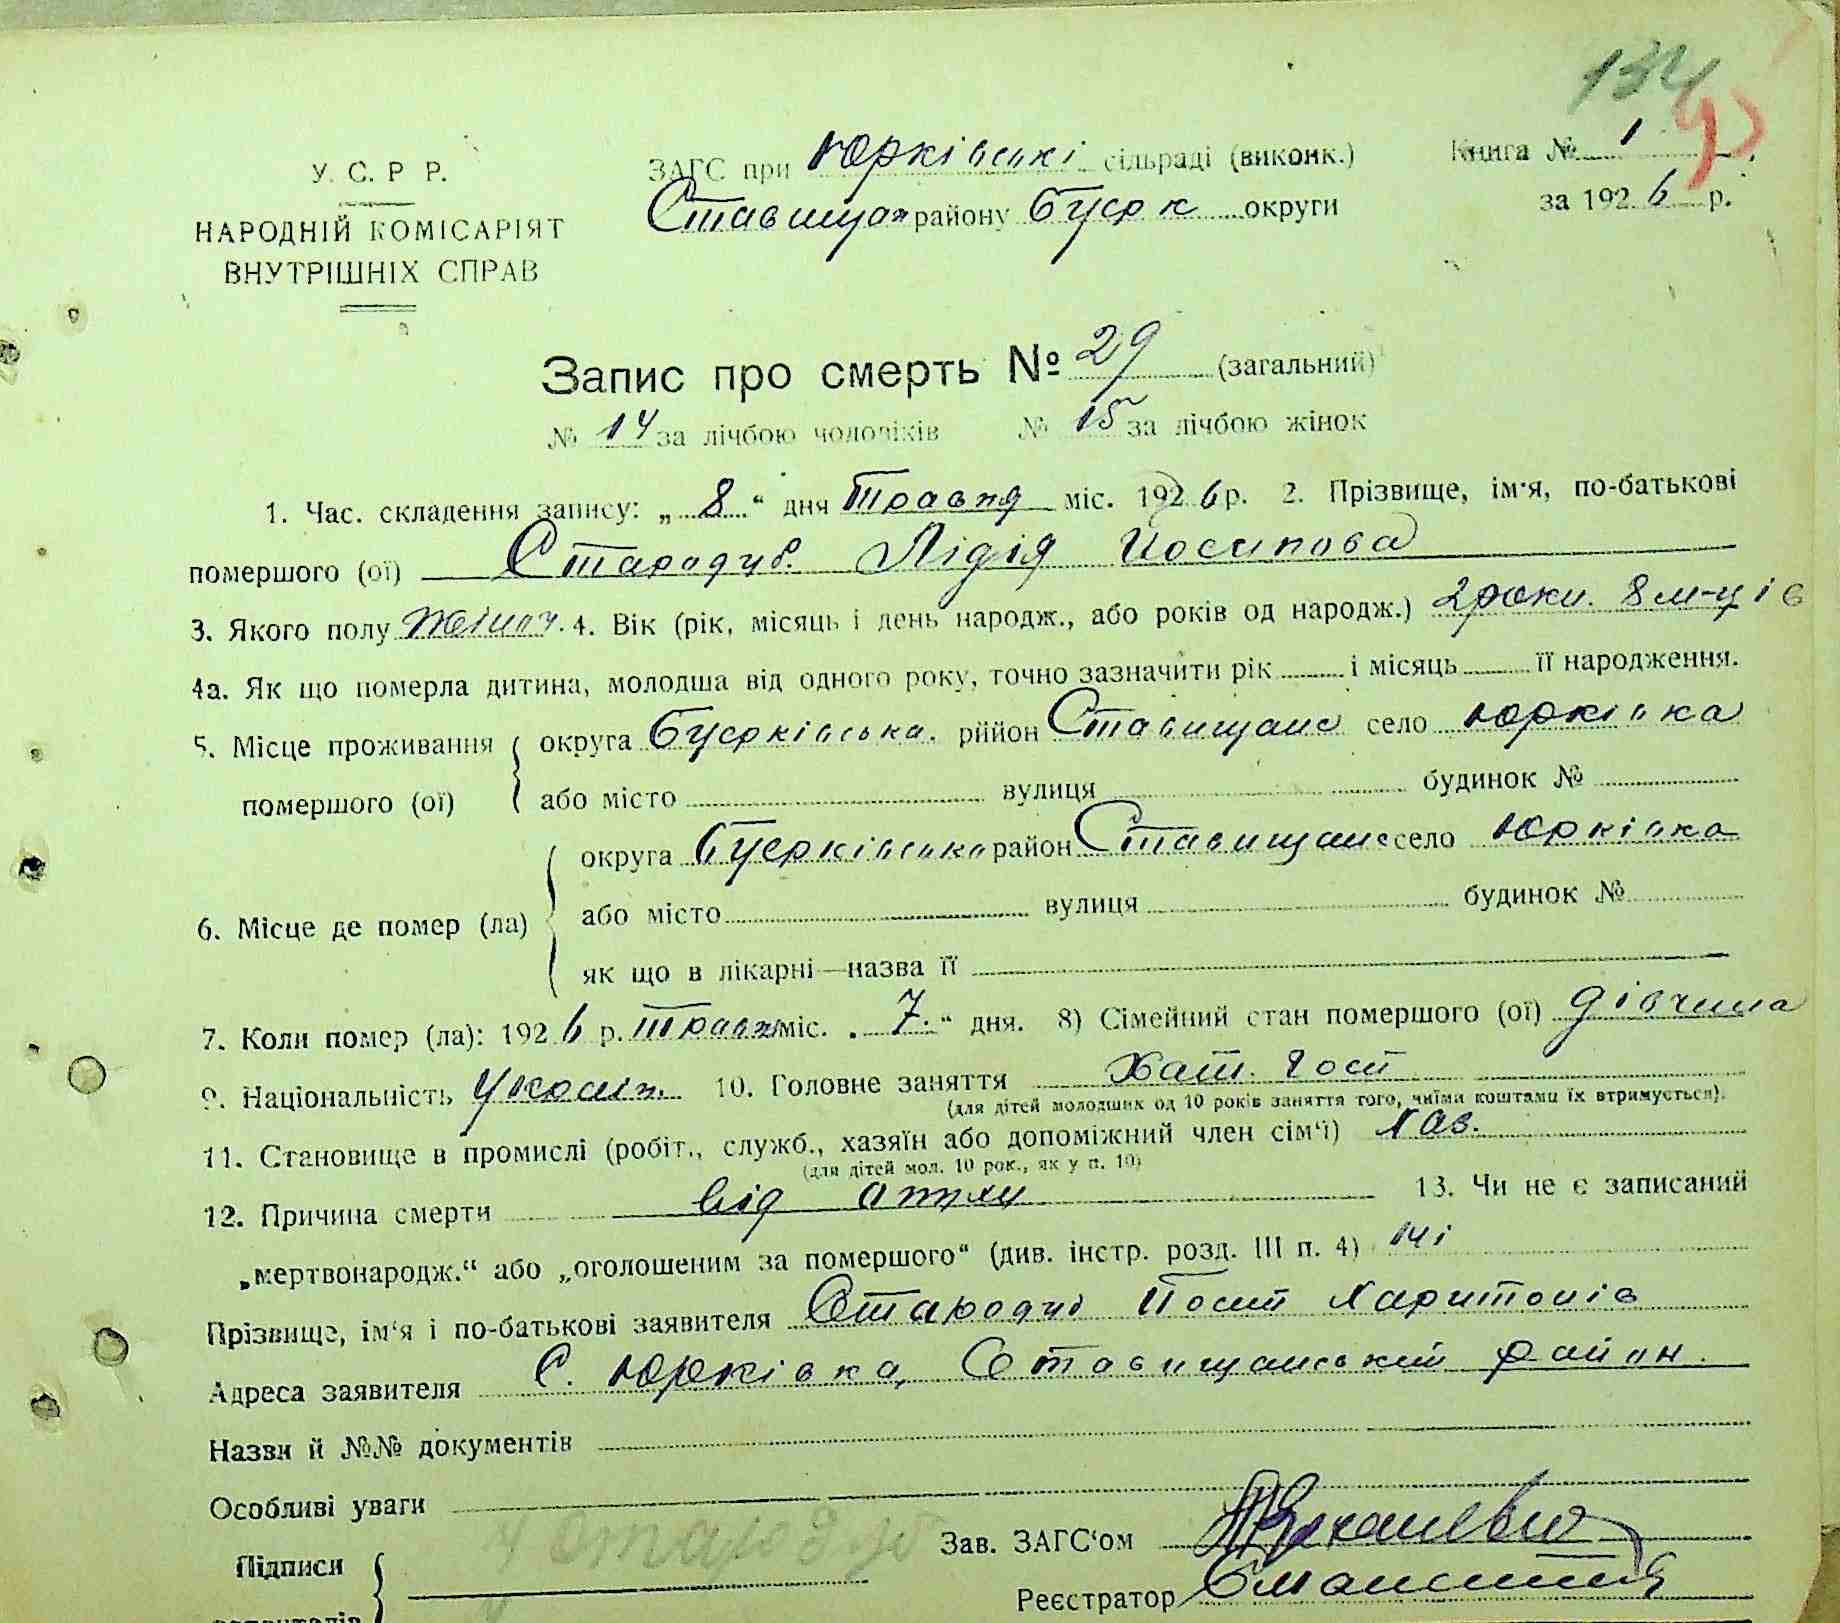 134
У. С. Р Р.
НАРОДНІЙ КОМІСАРІЯТ
ВНУТРІШНІХ СПРАВ
ЗАГС при Юрківські сільраді (виконк.)
Ставищан району Бцерк округи
Книга № 1
за 1926 р.
Запис про смерть № 29 (загальний)
№ 14 за лічбою чоловіків № 15 за лічбою жінок
1. Час. складення запису: „8“ дня Травня міс. 1926 р. 2. Прізвище, ім'я, по-батькові
помершого (ої) Стародуб. Лідія Йосипова
3. Якого полу Жіноч. 4. Вік (рік, місяць і день народж., або років од народж.) 2 роки. 8 м-ців
4а. Як що померла дитина, молодша від одного року, точно зазначити рік і місяць її народження.
5. Місце проживання округа Бцерківська. рийон Ставищанс село Юрківка
помершого (ої) або місто вулиця будинок №
округа Бцерківська район Ставищанс село Юрківка
6. Місце де помер (ла) або місто вулиця будинок №
як що в лікарні—назва її
7. Коли помер (ла): 1926 р. травня міс. „7.“ дня. 8) Сімейний стан помершого (ої) дівчина
9. Національність Україн. 10. Головне заняття Хат. Гост
(для дітей молодших од 10 років заняття того, чиїми коштами їх втримується).
11. Становище в промислі (робіт., служб., хазяїн або допоміжний член сім'ї) Хаз.
(для дітей мол. 10 рок., як у п. 10)
12. Причина смерти від 13. Чи не є записаний
„мертвонародж.“ або „оголошеним за помершого“ (див. інстр. розд. III п. 4) ні
Прізвище, ім'я і по-батькові заявителя Стародуб Йосип Харитонів
Адреса заявителя С. Юрківка, Ставищанський район
Назви й №№ документів
Особливі уваги
Стародуб
Зав. ЗАГС'ом
Підписи
Реєстратор